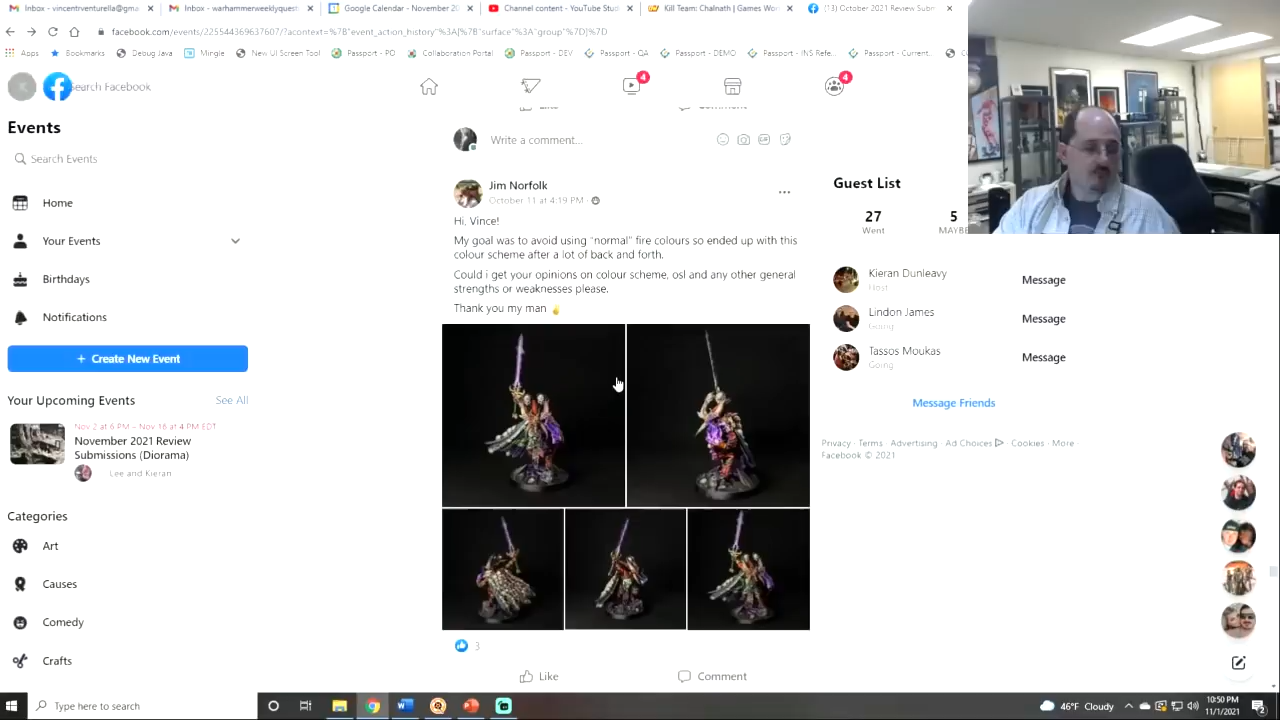 Inbox - vincentrventurella@gma
Inbox - warhammerweeklyquest
Google Calendar - November 20
Channel content - YouTube Stu
Kill Team: Chalnath | Games Wor
(13) October 2021 Review Subm
facebook.com/events/225544369637607/?acontext=%7B"event_action_history"%3A[%7B"surface"%3A"group"%7D]%7D
Apps
Bookmarks
Debug Java
Mingle
New UI Screen Tool
Passport - PD
Collaboration Portal
Passport - DEV
Passport - QA
Passport - DEMO
Passport - INS Refe...
Passport - Current...
Search Facebook
4
4
Events
Search Events
Home
Your Events
Birthdays
Notifications
+ Create New Event
Your Upcoming Events
See All
Nov 2 at 6 PM – Nov 16 at 4 PM EDT
November 2021 Review
Submissions (Diorama)
Lee and Kieran
Categories
Art
Causes
Comedy
Crafts
Like
Comment
Write a comment...
Jim Norfolk
October 11 at 4:19 PM
Hi, Vince!
My goal was to avoid using "normal" fire colours so ended up with this
colour scheme after a lot of back and forth.
Could i get your opinions on colour scheme, osl and any other general
strengths or weaknesses please.
Thank you my man
3
Like
Comment
Guest List
27
Went
5
MAYBE
Kieran Dunleavy
Host
Message
Lindon James
Going
Message
Tassos Moukas
Going
Message
Message Friends
Privacy · Terms · Advertising · Ad Choices · Cookies · More ·
Facebook © 2021
Type here to search
46°F Cloudy
10:50 PM
11/1/2021
2